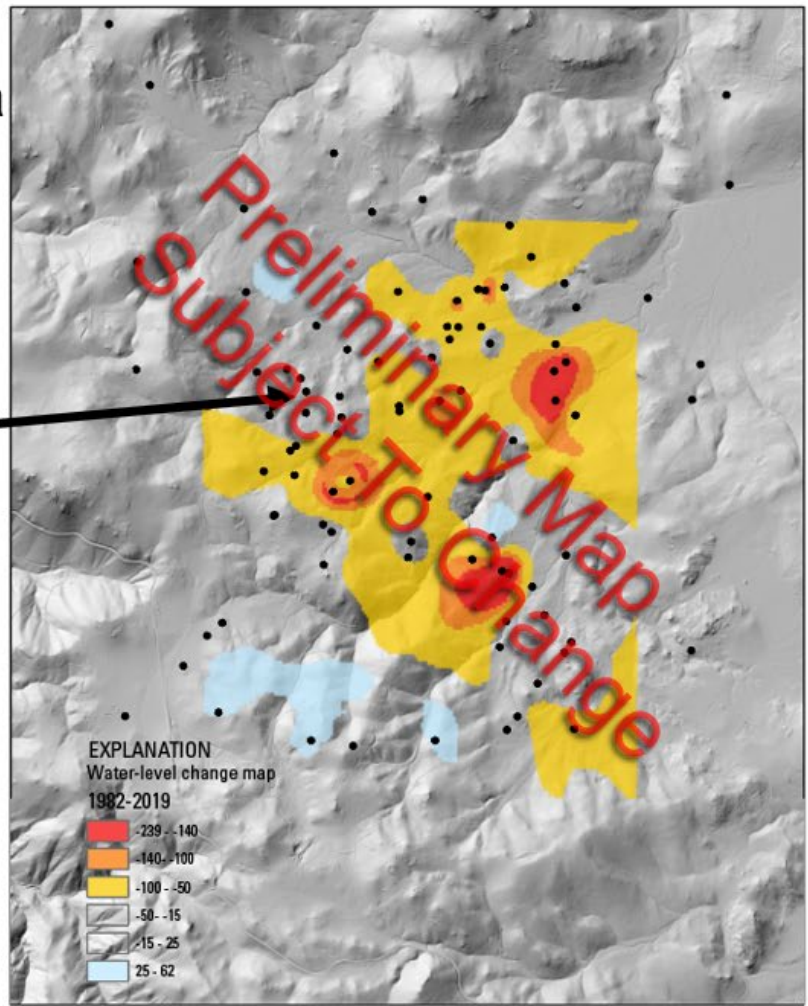 Preliminary Map
Subject To Change
EXPLANATION
Water-level change map
1982-2019
-239 - -140
-140- -100
-100 - -50
-50- -15
-15 - 25
25 - 62